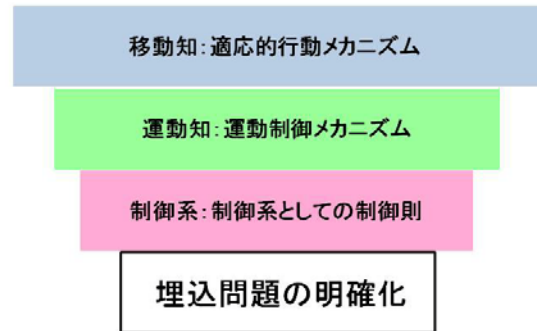 移動知：適応的行動メカニズム
運動知：運動制御メカニズム
制御系：制御系としての制御則
埋込問題の明確化